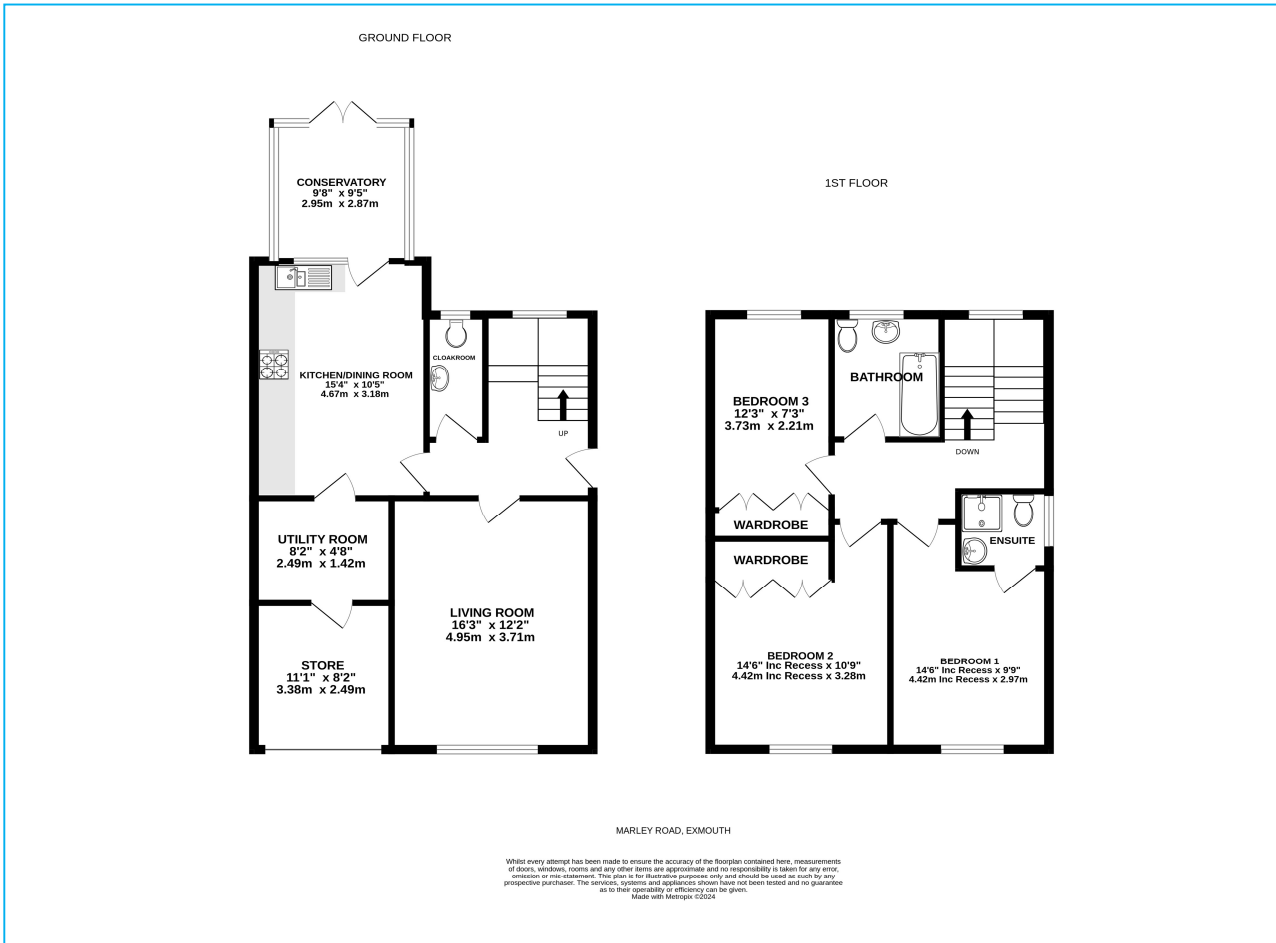 GROUND FLOOR
CONSERVATORY
9'8" x 9'5"
2.95m x 2.87m
KITCHEN/DINING ROOM
15'4" x 10'5"
4.67m x 3.18m
CLOAKROOM
UP
UTILITY ROOM
8'2" x 4'8"
2.49m x 1.42m
LIVING ROOM
16'3" x 12'2"
4.95m x 3.71m
STORE
11'1" x 8'2"
3.38m x 2.49m
1ST FLOOR
BATHROOM
BEDROOM 3
12'3" x 7'3"
3.73m x 2.21m
DOWN
WARDROBE
WARDROBE
ENSUITE
BEDROOM 2
14'6" Inc Recess x 10'9"
4.42m Inc Recess x 3.28m
BEDROOM 1
14'6" Inc Recess x 9'9"
4.42m Inc Recess x 2.97m
MARLEY ROAD, EXMOUTH
Whilst every attempt has been made to ensure the accuracy of the floorplan contained here, measurements
of doors, windows, rooms and any other items are approximate and no responsibility is taken for any error,
omission or mis-statement. This plan is for illustrative purposes only and should be used as such by any
prospective purchaser. The services, systems and appliances shown have not been tested and no guarantee
as to their operability or efficiency can be given.
Made with Metropix ©2024